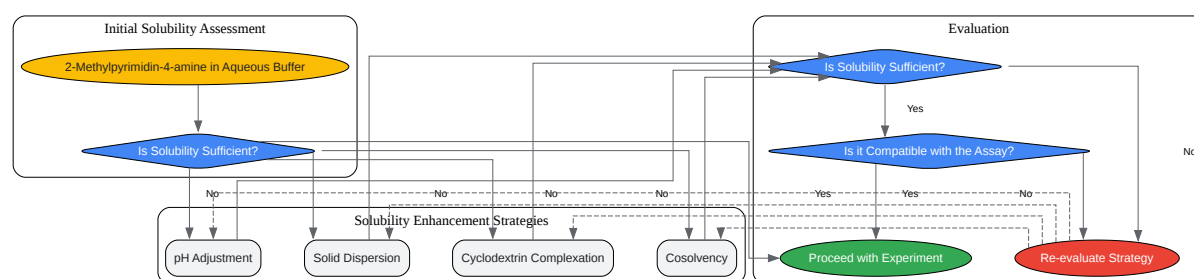 Initial Solubility Assessment
2-Methylpyrimidin-4-amine in Aqueous Buffer
Is Solubility Sufficient?
Evaluation
Is Solubility Sufficient?
Yes
Is it Compatible with the Assay?
No
No
No
No
No
Yes
Yes
No
Solubility Enhancement Strategies
pH Adjustment
Solid Dispersion
Cyclodextrin Complexation
Cosolvency
Proceed with Experiment
Re-evaluate Strategy